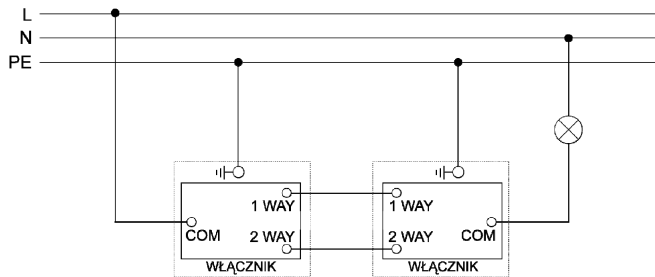 L
N
PE
1 WAY 1 WAY
COM 2 WAY 2 WAY COM
WŁĄCZNIK WŁĄCZNIK